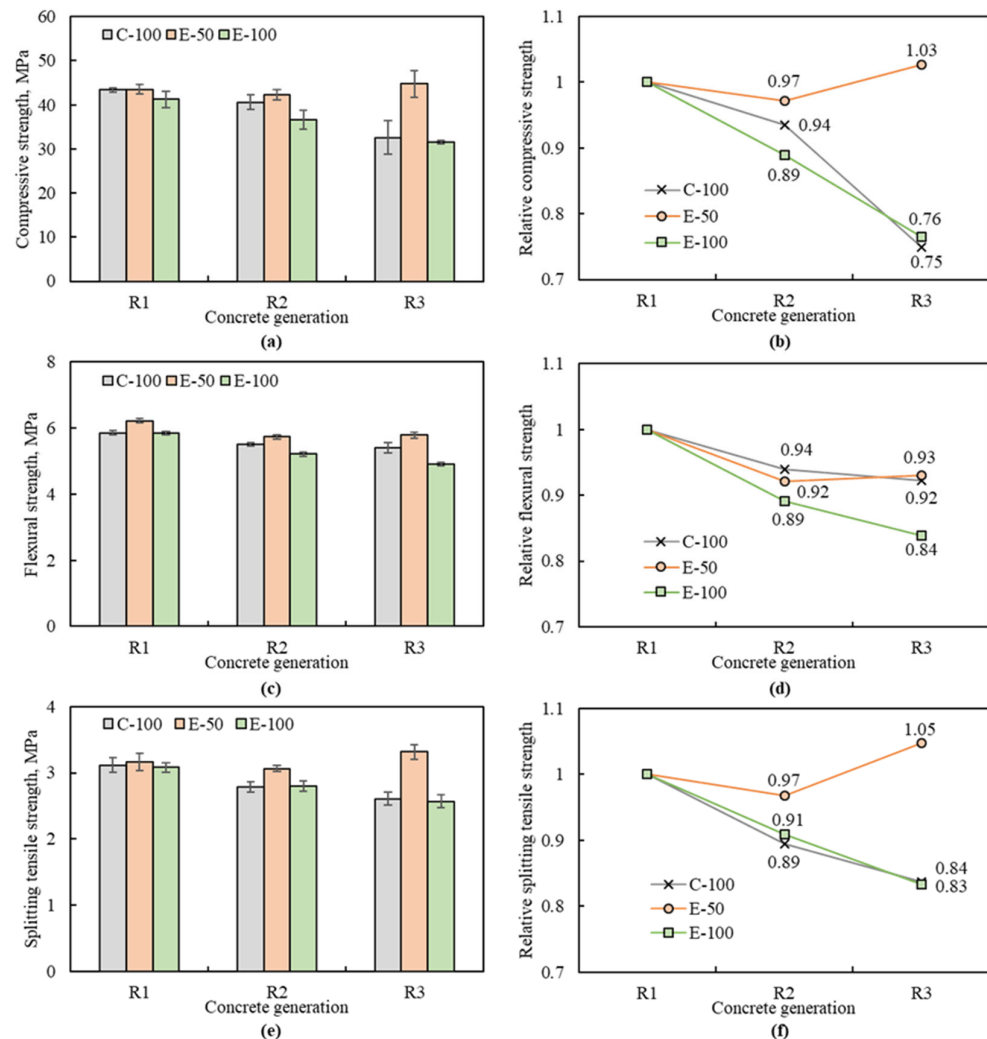 60
50
40
30
20
10
0
Compressive strength, MPa
C-100 E-50 E-100
R1 R2 R3
Concrete generation
(a)
1.1
1
0.9
0.8
0.7
Relative compressive strength
1.03
0.97
0.94
0.89
0.76
0.75
C-100
E-50
E-100
R1 R2 R3
Concrete generation
(b)
8
6
4
2
0
Flexural strength, MPa
C-100 E-50 E-100
R1 R2 R3
Concrete generation
(c)
1.1
1
0.9
0.8
0.7
Relative flexural strength
0.94
0.93
0.92
0.92
0.89
0.84
C-100
E-50
E-100
R1 R2 R3
Concrete generation
(d)
4
3
2
1
0
Splitting tensile strength, MPa
C-100 E-50 E-100
R1 R2 R3
Concrete generation
(e)
1.1
1
0.9
0.8
0.7
Relative splitting tensile strength
1.05
0.97
0.91
0.89
0.84
0.83
C-100
E-50
E-100
R1 R2 R3
Concrete generation
(f)